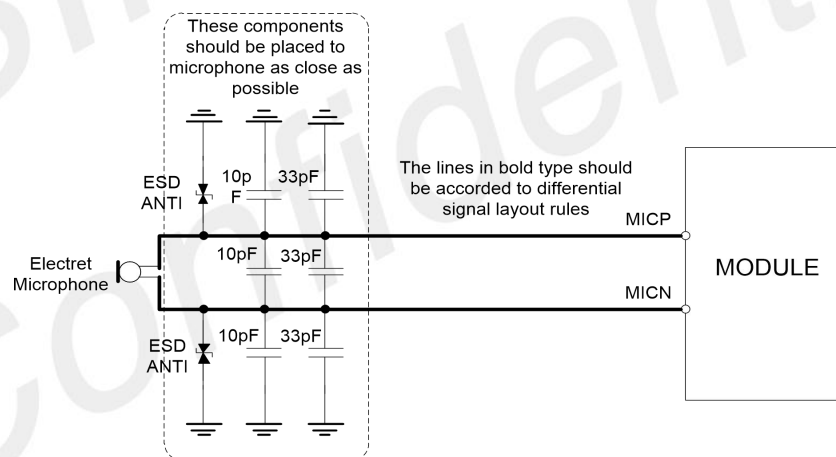 These components
should be placed to
microphone as close as
possible
ESD
ANTI
10p
F
33pF
The lines in bold type should
be accorded to differential
signal layout rules
MICP
Electret
Microphone
10pF
33pF
MODULE
MICN
ESD
ANTI
10pF
33pF
Confidential